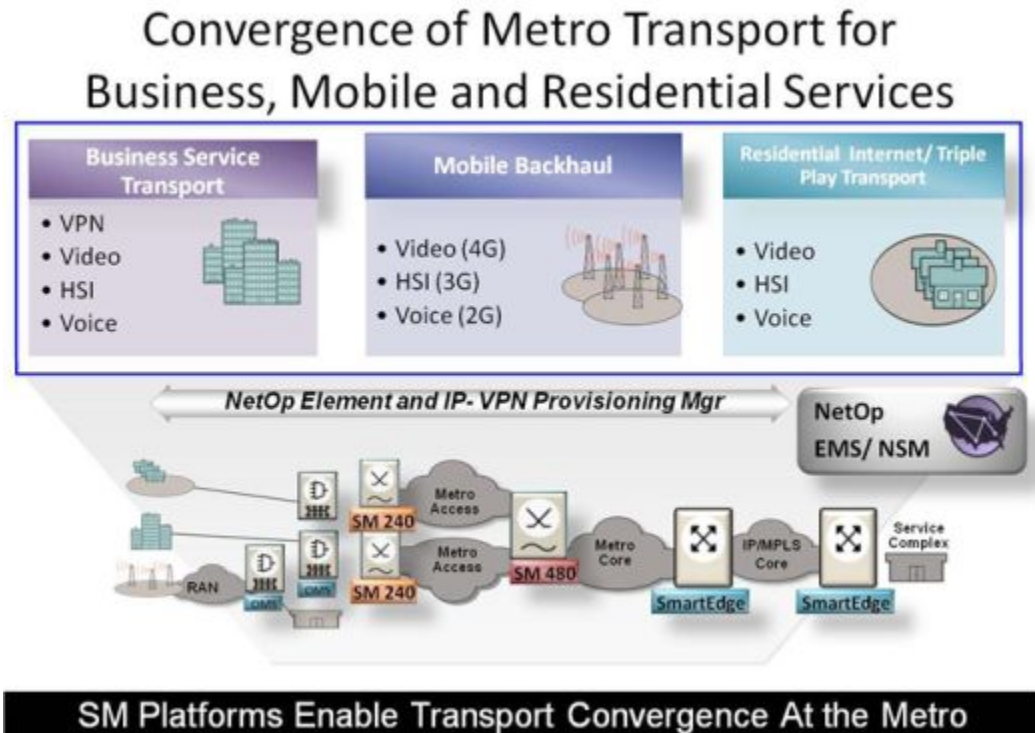 Convergence of Metro Transport for
Business, Mobile and Residential Services
Business Service
Transport
• VPN
• Video
• HSI
• Voice
Mobile Backhaul
• Video (4G)
• HSI (3G)
• Voice (2G)
Residential Internet/ Triple
Play Transport
• Video
• HSI
• Voice
NetOp Element and IP- VPN Provisioning Mgr
NetOp
EMS/ NSM
Metro
Access
SM 240
Metro
Access
SM 240
SM 480
Metro
Core
IP/MPLS
Core
Service
Complex
RAN
OMS
OMS
SmartEdge
SmartEdge
SM Platforms Enable Transport Convergence At the Metro